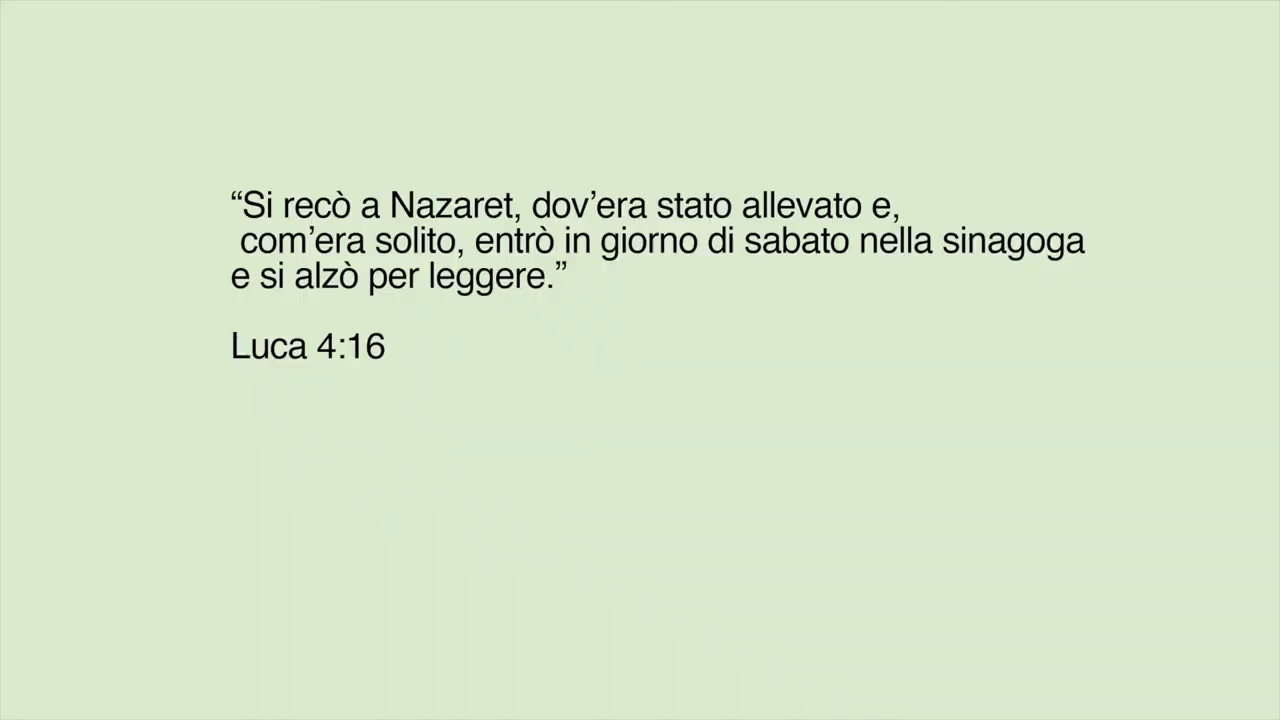 “Si recò a Nazaret, dov’era stato allevato e,
com’era solito, entrò in giorno di sabato nella sinagoga
e si alzò per leggere.”
Luca 4:16